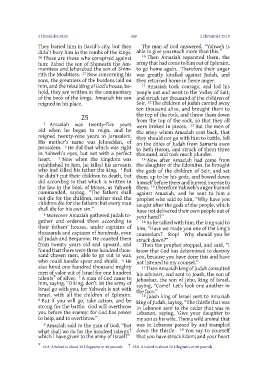 2 Chronicles 24:26
409
2 Chronicles 25:19
They buried him in David's city, but they
didn't bury him in the tombs of the kings.
26 These are those who conspired against
him: Zabad the son of Shimeath the Am-
monitess and Jehozabad the son of Shim-
rith the Moabitess. 27 Now concerning his
sons, the greatness of the burdens laid on
him, and the rebuilding of God's house, be-
hold, they are written in the commentary
of the book of the kings. Amaziah his son
reigned in his place.
25
1 Amaziah was twenty-five years
old when he began to reign, and he
reigned twenty-nine years in Jerusalem.
His mother's name was Jehoaddan, of
Jerusalem. 2 He did that which was right
in Yahweh's eyes, but not with a perfect
heart. 3 Now when the kingdom was
established to him, he killed his servants
who had killed his father the king. 4 But
he didn't put their children to death, but
did according to that which is written in
the law in the book of Moses, as Yahweh
commanded, saying, "The fathers shall
not die for the children, neither shall the
children die for the fathers; but every man
shall die for his own sin."
5 Moreover Amaziah gathered Judah to-
gether and ordered them according to
their fathers' houses, under captains of
thousands and captains of hundreds, even
all Judah and Benjamin. He counted them
from twenty years old and upward, and
found that there were three hundred thou-
sand chosen men, able to go out to war,
who could handle spear and shield. 6 He
also hired one hundred thousand mighty
men of valor out of Israel for one hundred
talents* of silver. 7 A man of God came to
him, saying, "O king, don't let the army of
Israel go with you, for Yahweh is not with
Israel, with all the children of Ephraim.
8 But if you will go, take action, and be
strong for the battle. God will overthrow
you before the enemy; for God has power
to help, and to overthrow."
9 Amaziah said to the man of God, "But
what shall we do for the hundred talents†
which I have given to the army of Israel?"
The man of God answered, "Yahweh is
able to give you much more than this."
10 Then Amaziah separated them, the
army that had come to him out of Ephraim,
to go home again. Therefore their anger
was greatly kindled against Judah, and
they returned home in fierce anger.
11 Amaziah took courage, and led his
people out and went to the Valley of Salt,
and struck ten thousand of the children of
Seir. 12 The children of Judah carried away
ten thousand alive, and brought them to
the top of the rock, and threw them down
from the top of the rock, so that they all
were broken in pieces. 13 But the men of
the army whom Amaziah sent back, that
they should not go with him to battle, fell
on the cities of Judah from Samaria even
to Beth Horon, and struck of them three
thousand, and took much plunder.
14 Now after Amaziah had come from
the slaughter of the Edomites, he brought
the gods of the children of Seir, and set
them up to be his gods, and bowed down
himself before them and burned incense to
them. 15 Therefore Yahweh's anger burned
against Amaziah, and he sent to him a
prophet who said to him, "Why have you
sought after the gods of the people, which
have not delivered their own people out of
your hand?"
16 As he talked with him, the king said to
him, "Have we made you one of the king's
counselors? Stop! Why should you be
struck down?"
Then the prophet stopped, and said, "I
know that God has determined to destroy
you, because you have done this and have
not listened to my counsel."
17 Then Amaziah king of Judah consulted
his advisers, and sent to Joash, the son of
Jehoahaz, the son of Jehu, king of Israel,
saying, "Come! Let's look one another in
the face."
18 Joash king of Israel sent to Amaziah
king of Judah, saying, "The thistle that was
in Lebanon sent to the cedar that was in
Lebanon, saying, 'Give your daughter to
my son as his wife. Then a wild animal that
was in Lebanon passed by and trampled
down the thistle. 19 You say to yourself
that you have struck Edom; and your heart